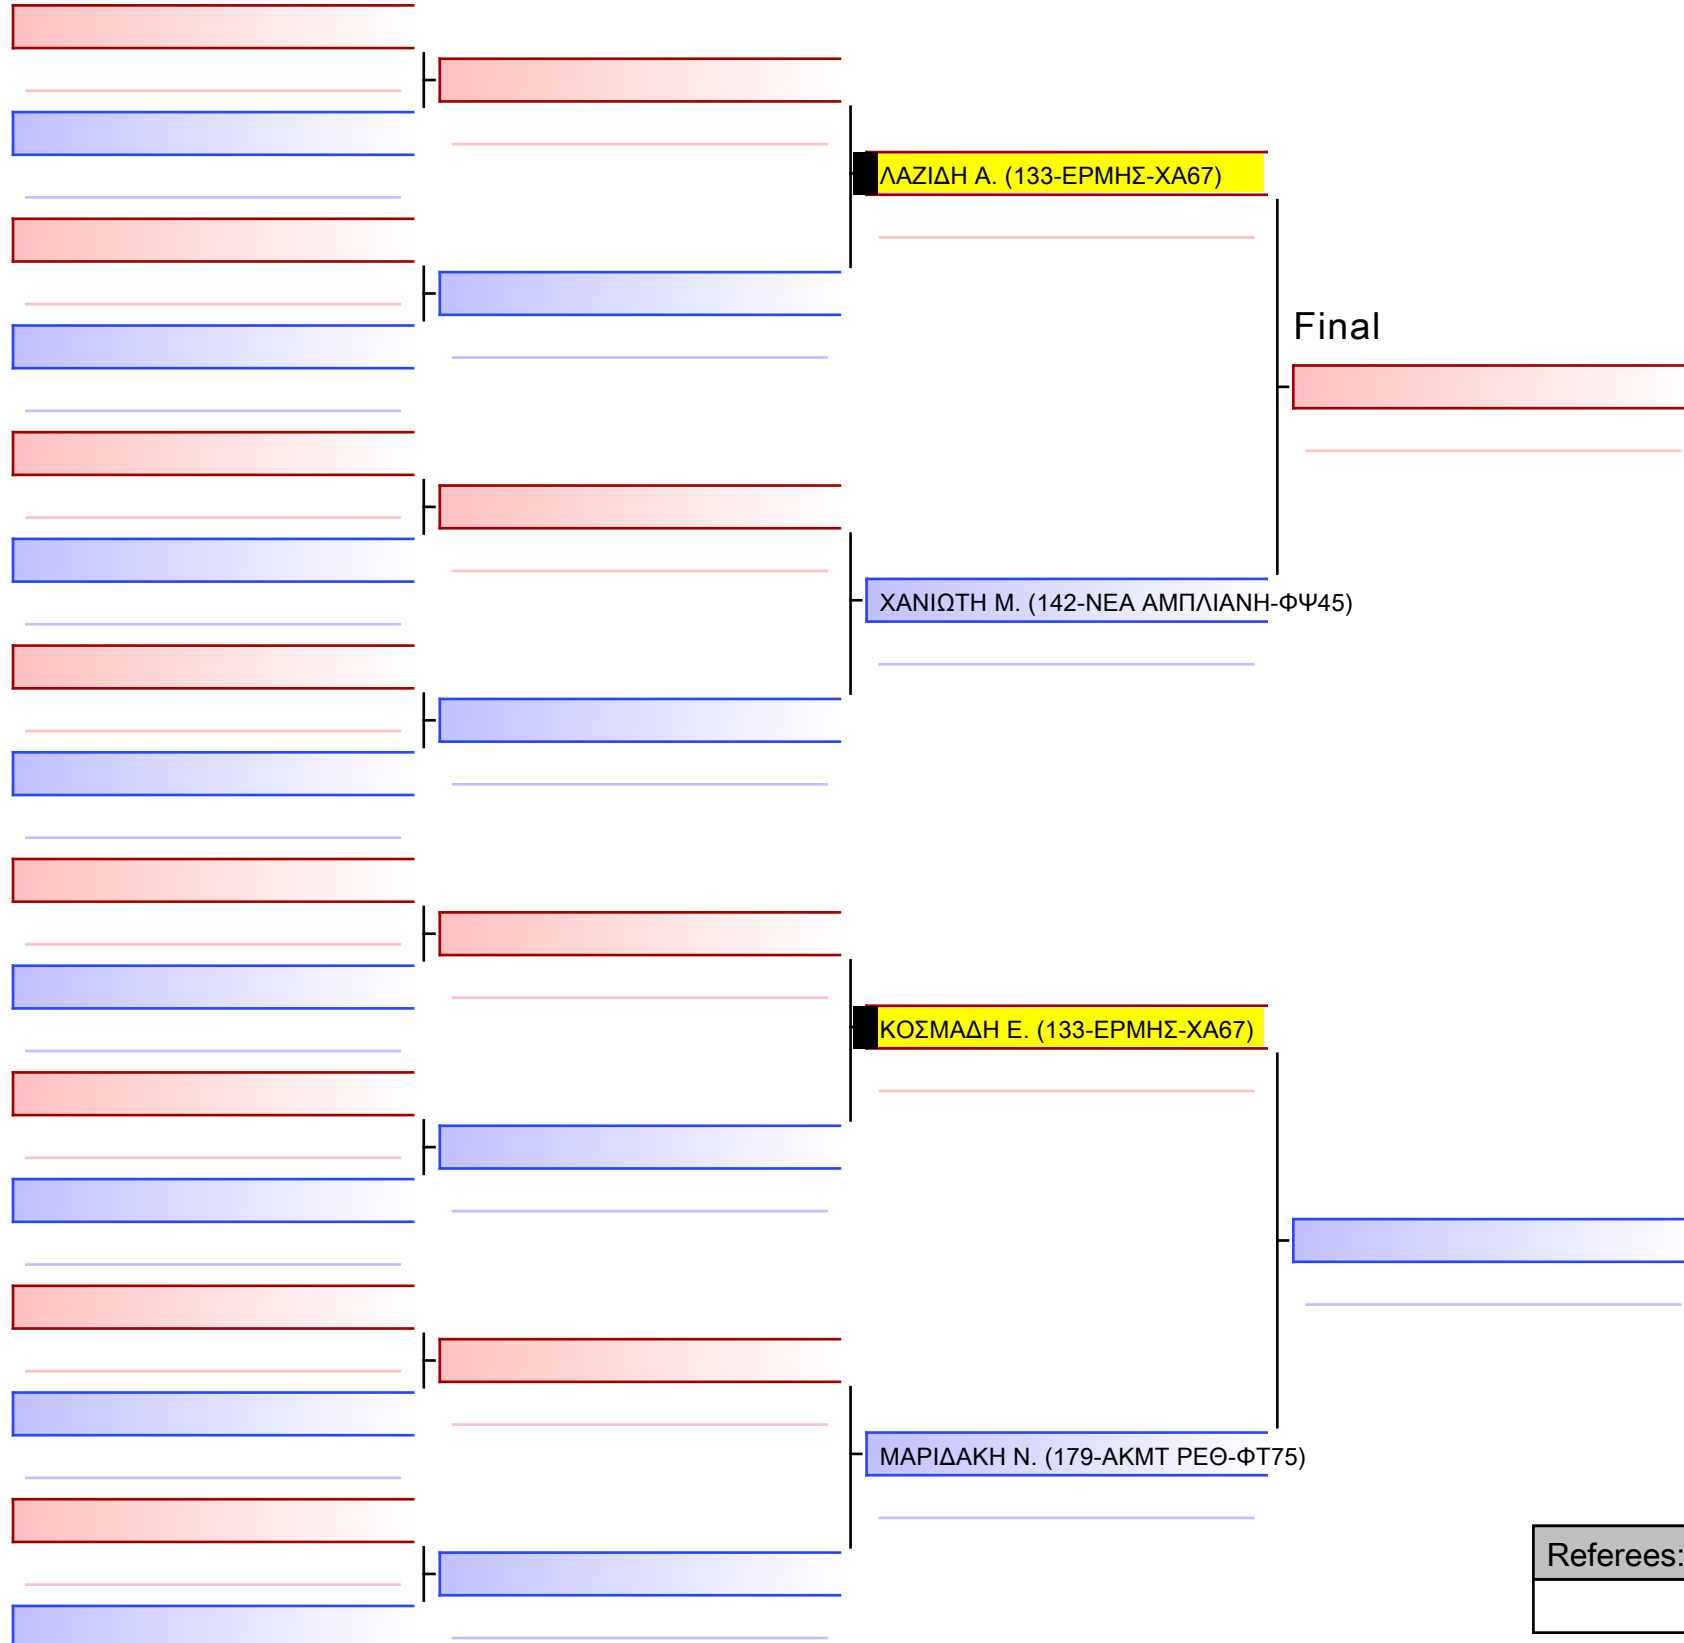 ΛΑΖΙΔΗ Α. (133-ΕΡΜΗΣ-ΧΑ67)
Final
ΧΑΝΙΩΤΗ Μ. (142-ΝΕΑ ΑΜΠΛΙΑΝΗ-ΦΨ45)
ΚΟΣΜΑΔΗ Ε. (133-ΕΡΜΗΣ-ΧΑ67)
ΜΑΡΙΔΑΚΗ Ν. (179-ΑΚΜΤ ΡΕΘ-ΦΤ75)
Referees: